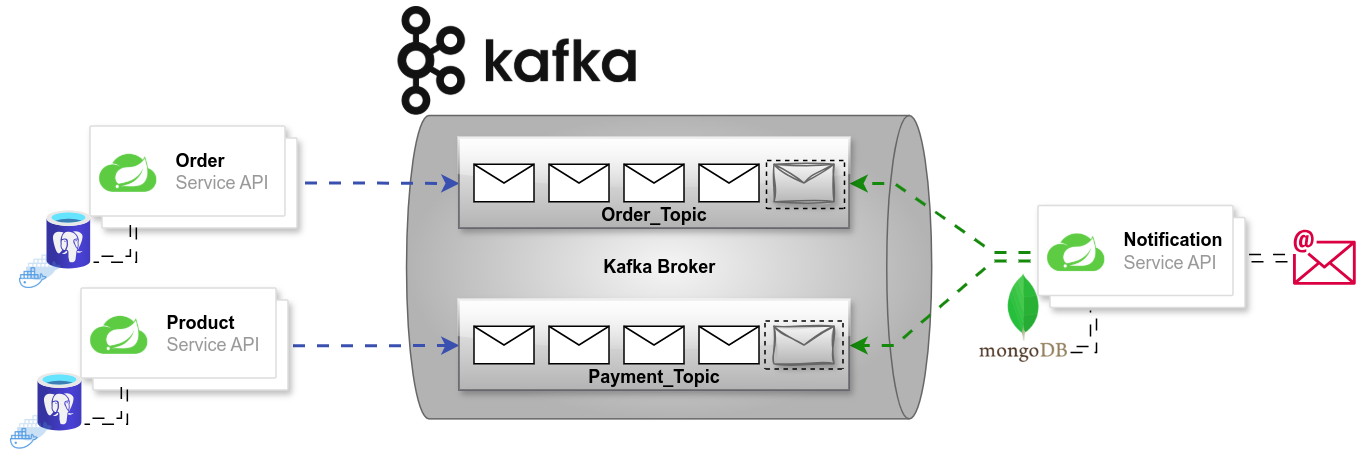 kafka
Order
Service API
Order_Topic
Kafka Broker
Notification
Service API
@
Product
Service API
Payment_Topic
mongoDB